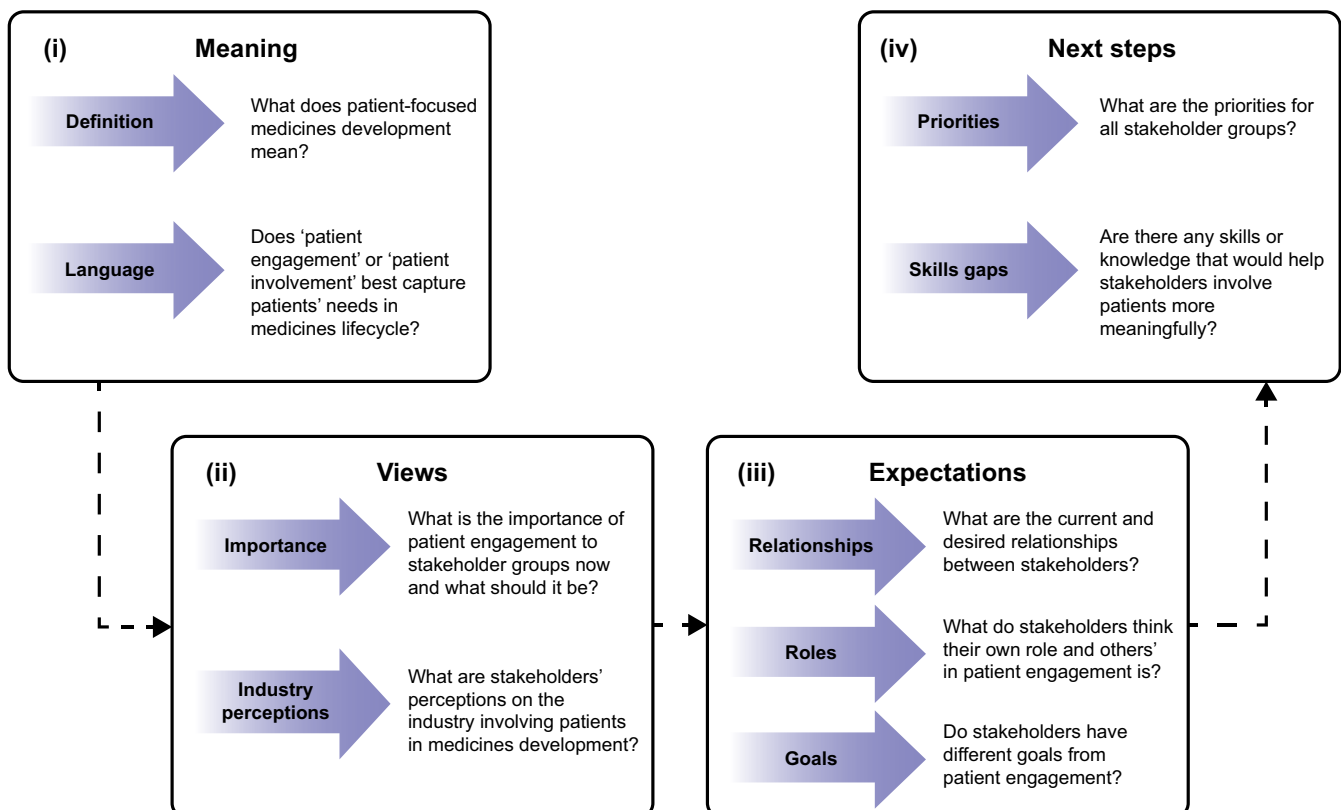 (i) Meaning
Definition
What does patient-focused
medicines development
mean?
Language
Does ‘patient
engagement’ or ‘patient
involvement’ best capture
patients’ needs in
medicines lifecycle?
(ii) Views
Importance
What is the importance of
patient engagement to
stakeholder groups now
and what should it be?
Industry
perceptions
What are stakeholders’
perceptions on the
industry involving patients
in medicines development?
(iii) Expectations
Relationships
What are the current and
desired relationships
between stakeholders?
Roles
What do stakeholders think
their own role and others’
in patient engagement is?
Goals
Do stakeholders have
different goals from
patient engagement?
(iv) Next steps
Priorities
What are the priorities for
all stakeholder groups?
Skills gaps
Are there any skills or
knowledge that would help
stakeholders involve
patients more
meaningfully?